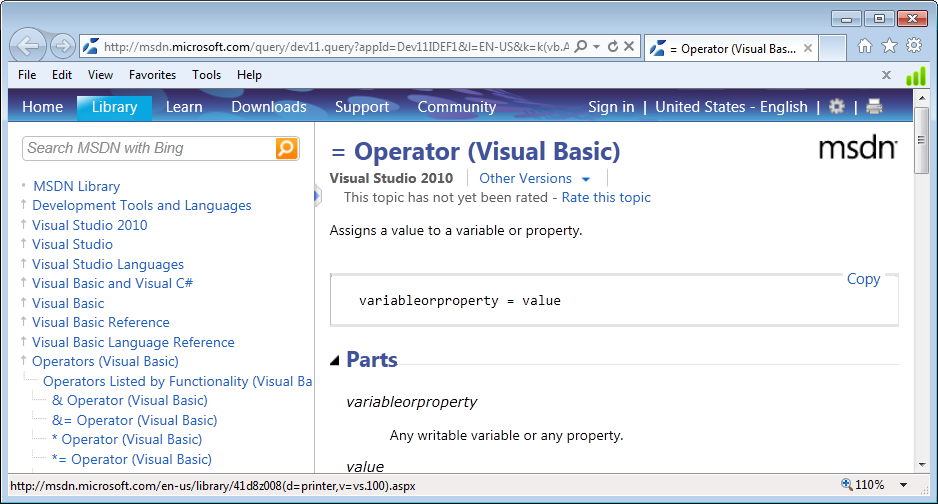 http://msdn.microsoft.com/query/dev11.query?appId=Dev11IDEF1&l=EN-US&k=k(vb.A
= Operator (Visual Bas...
File Edit View Favorites Tools Help
Home Library Learn Downloads Support Community Sign in | United States - English |
Search MSDN with Bing
MSDN Library
Development Tools and Languages
Visual Studio 2010
Visual Studio
Visual Studio Languages
Visual Basic and Visual C#
Visual Basic
Visual Basic Reference
Visual Basic Language Reference
Operators (Visual Basic)
Operators Listed by Functionality (Visual Ba
& Operator (Visual Basic)
&= Operator (Visual Basic)
* Operator (Visual Basic)
*= Operator (Visual Basic)
= Operator (Visual Basic)
msdn
Visual Studio 2010 Other Versions
This topic has not yet been rated - Rate this topic
Assigns a value to a variable or property.
Copy
variableorproperty = value
Parts
variableorproperty
Any writable variable or any property.
value
http://msdn.microsoft.com/en-us/library/41d8z008(d=printer,v=vs.100).aspx
110%